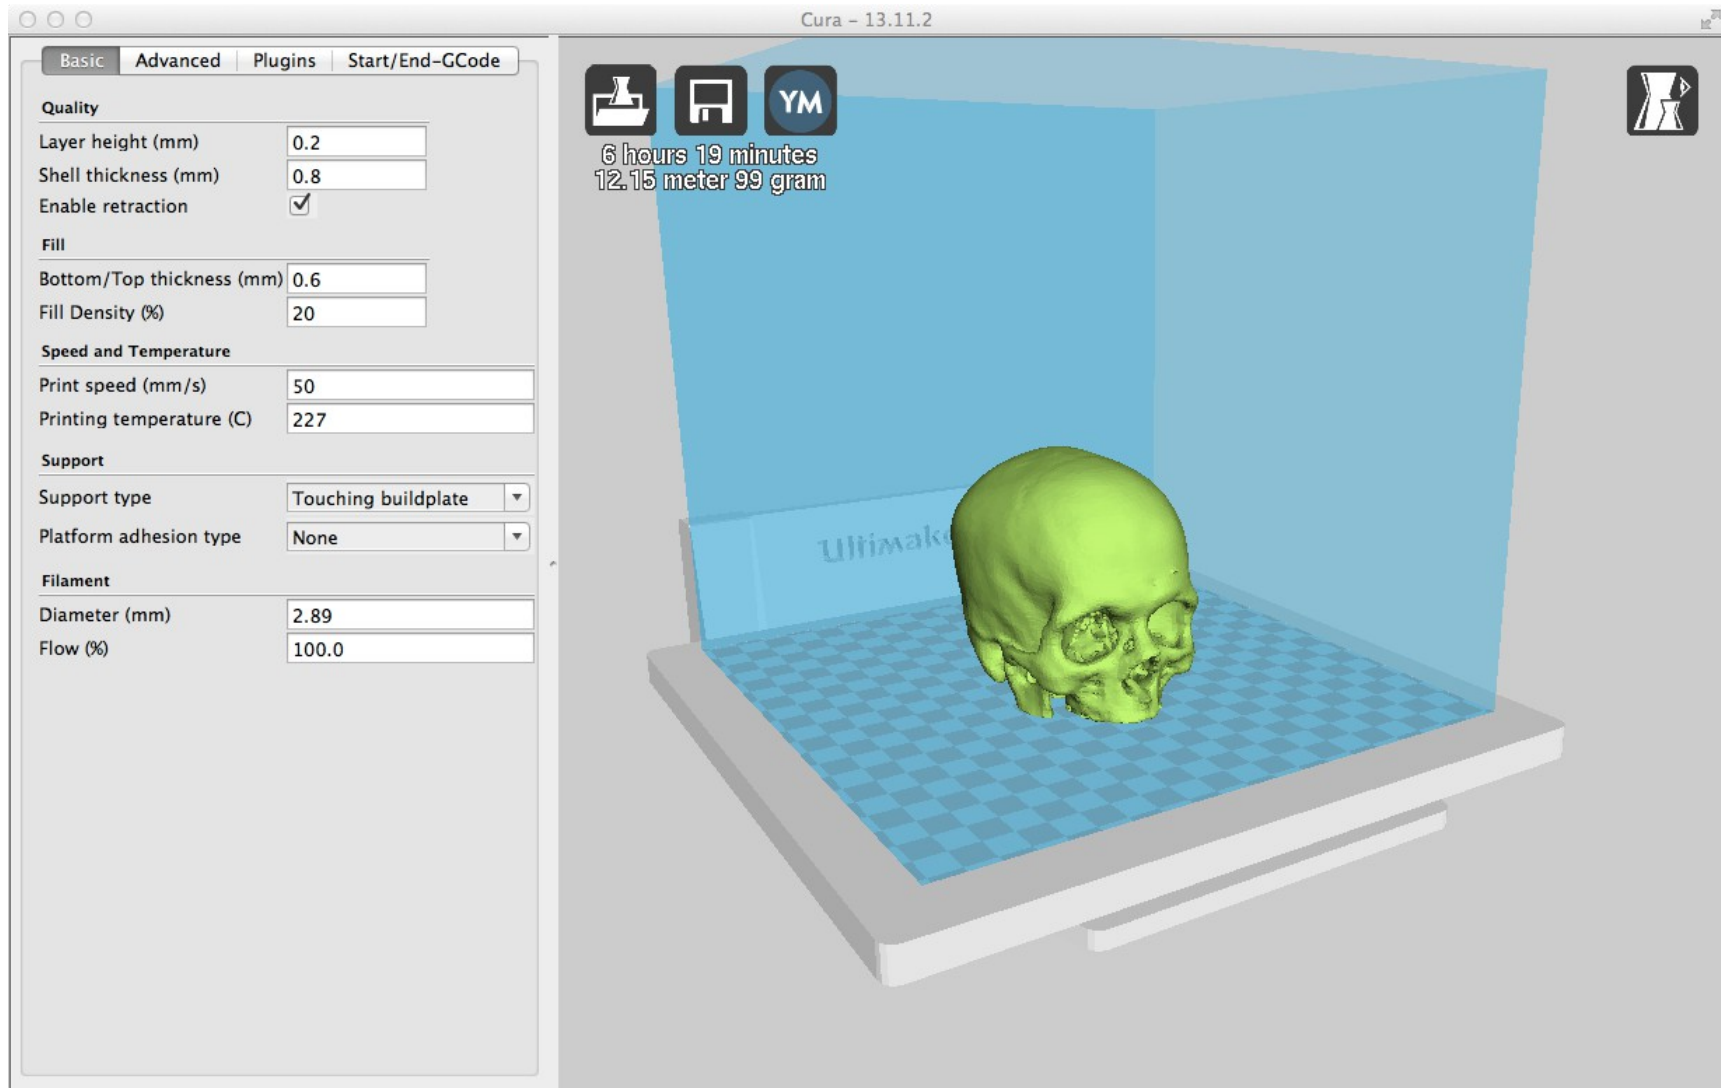 Cura – 13.11.2
Basic Advanced Plugins Start/End-GCode
Quality
Layer height (mm) 0.2
Shell thickness (mm) 0.8
Enable retraction
Fill
Bottom/Top thickness (mm) 0.6
Fill Density (%) 20
Speed and Temperature
Print speed (mm/s) 50
Printing temperature (C) 227
Support
Support type Touching buildplate
Platform adhesion type None
Filament
Diameter (mm) 2.89
Flow (%) 100.0
YM
6 hours 19 minutes
12.15 meter 99 gram
Ultimake